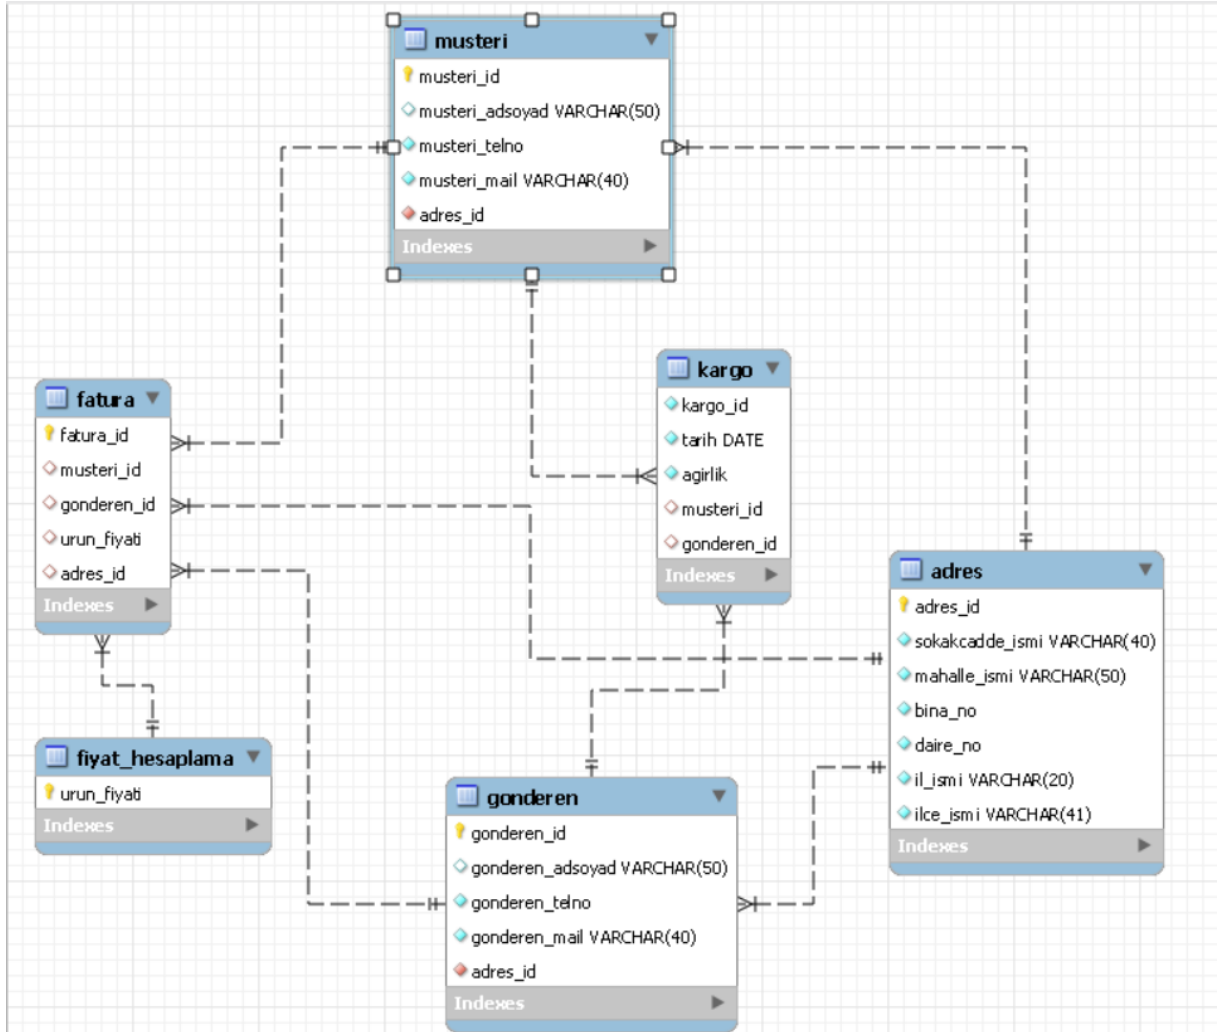 musteri
musteri_id
musteri_adsoyad VARCHAR(50)
musteri_telno
musteri_mail VARCHAR(40)
adres_id
Indexes
fatura
fatura_id
musteri_id
gonderen_id
urun_fiyati
adres_id
Indexes
kargo
kargo_id
tarih DATE
agirlik
musteri_id
gonderen_id
Indexes
adres
adres_id
sokakcadde_ismi VARCHAR(40)
mahalle_ismi VARCHAR(50)
bina_no
daire_no
il_ismi VARCHAR(20)
ilce_ismi VARCHAR(41)
Indexes
fiyat_hesaplama
urun_fiyati
Indexes
gonderen
gonderen_id
gonderen_adsoyad VARCHAR(50)
gonderen_telno
gonderen_mail VARCHAR(40)
adres_id
Indexes